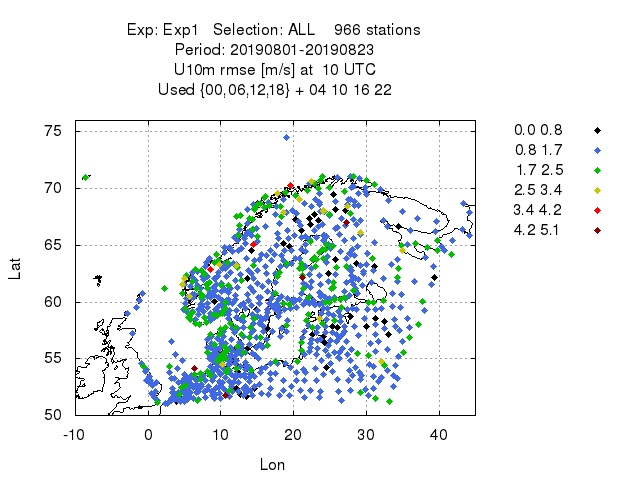 Exp: Exp1 Selection: ALL 966 stations
Period: 20190801-20190823
U10m rmse [m/s] at 10 UTC
Used {00,06,12,18} + 04 10 16 22
75
70
65
60
55
50
-10 0 10 20 30 40
Lat
Lon
0.0 0.8
0.8 1.7
1.7 2.5
2.5 3.4
3.4 4.2
4.2 5.1